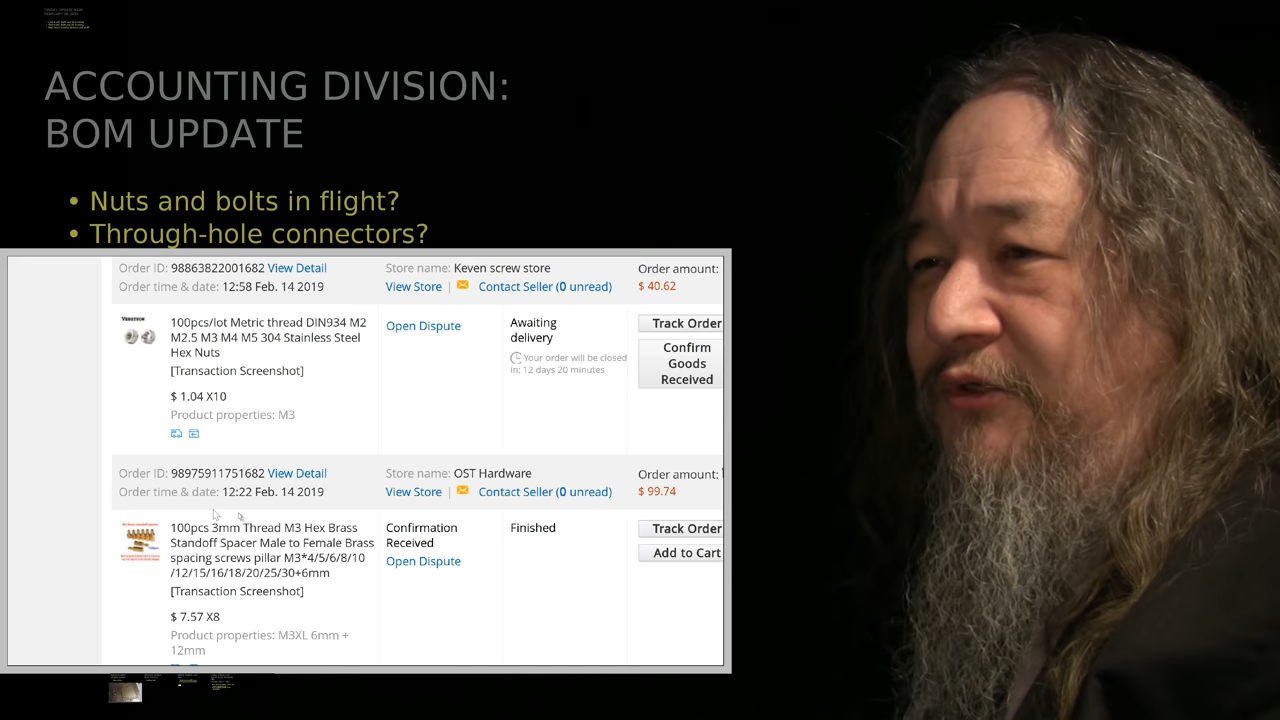 ACCOUNTING DIVISION:
BOM UPDATE
• Nuts and bolts in flight?
• Through-hole connectors?
Order ID: 98863822001682 View Detail
Order time & date: 12:58 Feb. 14 2019
Store name: Keven screw store
View Store | Contact Seller (0 unread)
Order amount:
$ 40.62
100pcs/lot Metric thread DIN934 M2
M2.5 M3 M4 M5 304 Stainless Steel
Hex Nuts
[Transaction Screenshot]
$ 1.04 X10
Product properties: M3
Open Dispute
Awaiting
delivery
Your order will be closed
in: 12 days 20 minutes
Track Order
Confirm
Goods
Received
Order ID: 98975911751682 View Detail
Order time & date: 12:22 Feb. 14 2019
Store name: OST Hardware
View Store | Contact Seller (0 unread)
Order amount:
$ 99.74
100pcs 3mm Thread M3 Hex Brass
Standoff Spacer Male to Female Brass
spacing screws pillar M3*4/5/6/8/10
/12/15/16/18/20/25/30+6mm
[Transaction Screenshot]
$ 7.57 X8
Product properties: M3XL 6mm +
12mm
Confirmation
Received
Open Dispute
Finished
Track Order
Add to Cart